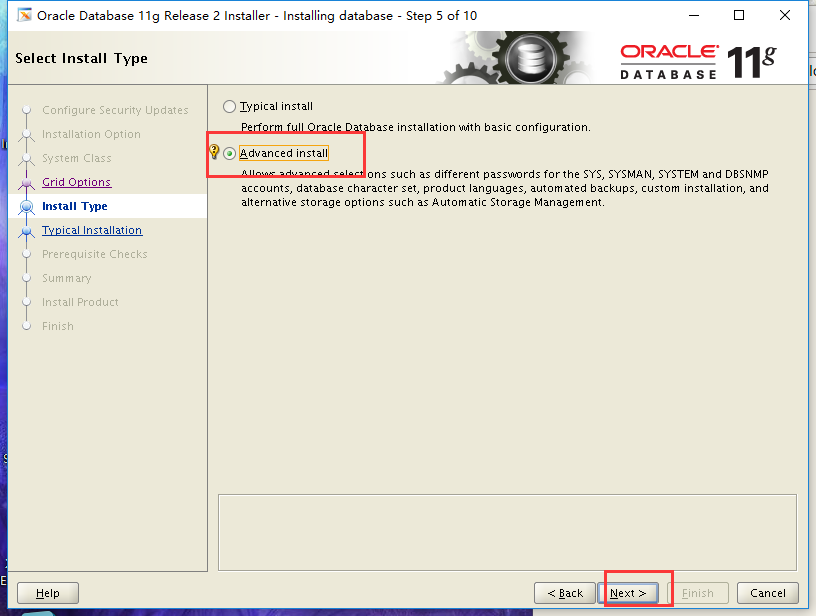 Oracle Database 11g Release 2 Installer - Installing database - Step 5 of 10
Select Install Type
ORACLE
DATABASE 11g
Configure Security Updates
Installation Option
System Class
Grid Options
Install Type
Typical Installation
Prerequisite Checks
Summary
Install Product
Finish
Typical install
Perform full Oracle Database installation with basic configuration.
Advanced install
Allows advanced selections such as different passwords for the SYS, SYSMAN, SYSTEM and DBSNMP
accounts, database character set, product languages, automated backups, custom installation, and
alternative storage options such as Automatic Storage Management.
Help
< Back
Next >
Finish
Cancel